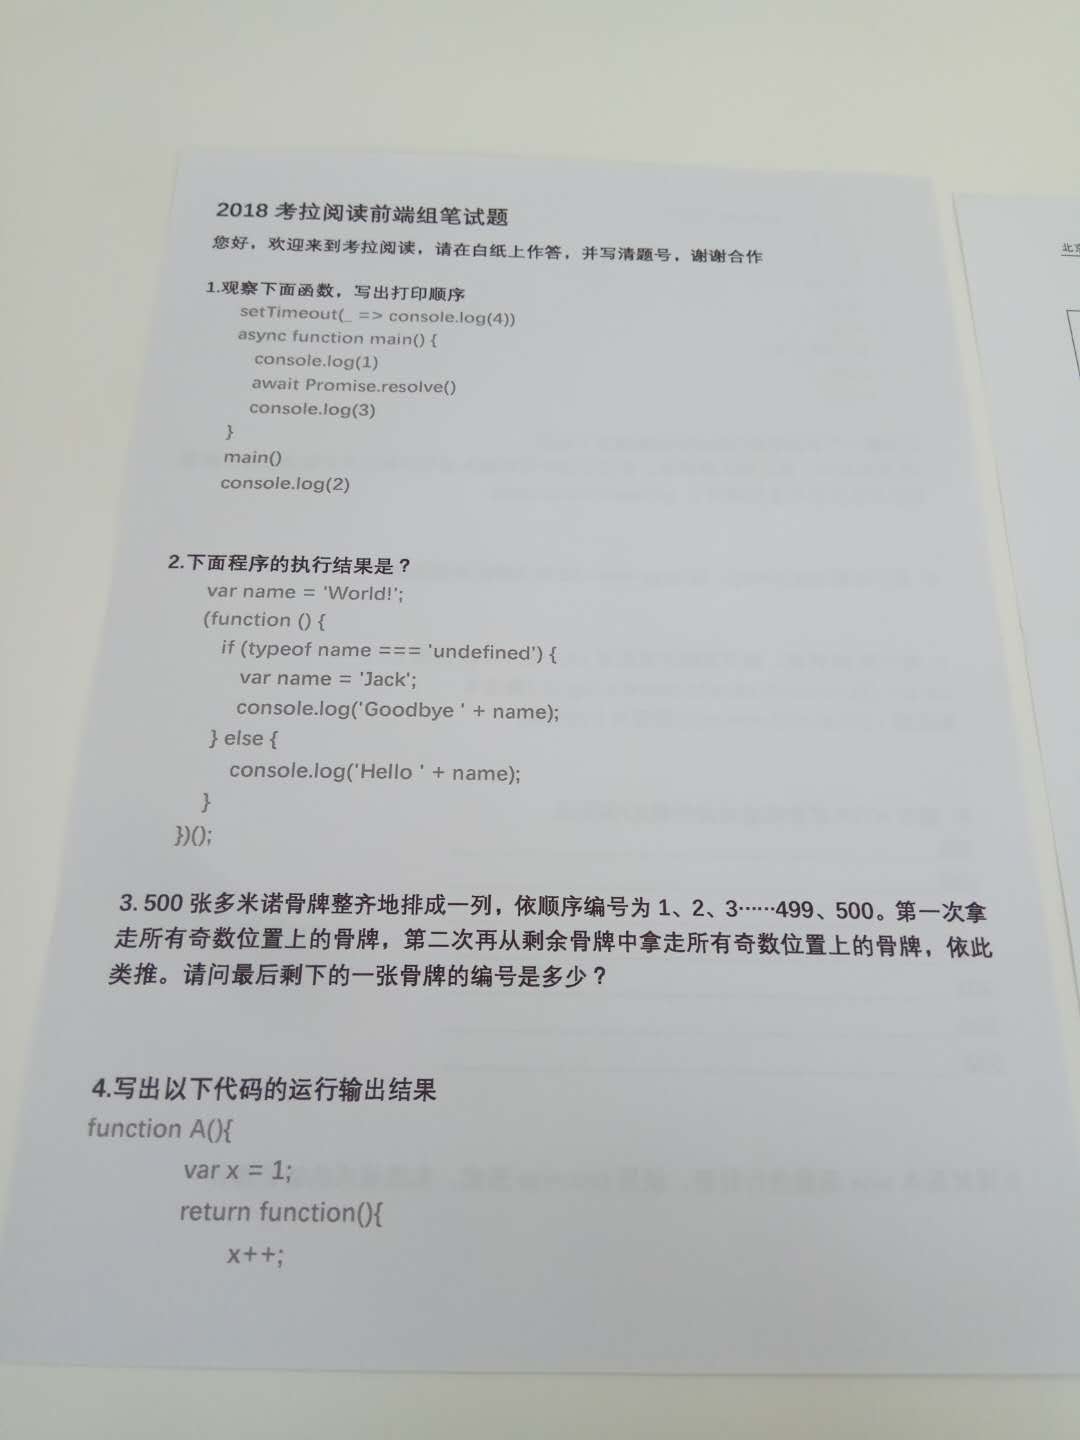 2018 考拉阅读前端组笔试题
您好，欢迎来到考拉阅读，请在白纸上作答，并写清题号，谢谢合作
1.观察下面函数，写出打印顺序
setTimeout(_ => console.log(4))
async function main() {
console.log(1)
await Promise.resolve()
console.log(3)
}
main()
console.log(2)
2.下面程序的执行结果是？
var name = 'World!';
(function () {
if (typeof name === 'undefined') {
var name = 'Jack';
console.log('Goodbye ' + name);
} else {
console.log('Hello ' + name);
}
})();
3. 500 张多米诺骨牌整齐地排成一列，依顺序编号为 1、2、3……499、500。第一次拿
走所有奇数位置上的骨牌，第二次再从剩余骨牌中拿走所有奇数位置上的骨牌，依此
类推。请问最后剩下的一张骨牌的编号是多少？
4.写出以下代码的运行输出结果
function A(){
var x = 1;
return function(){
x++;
北京